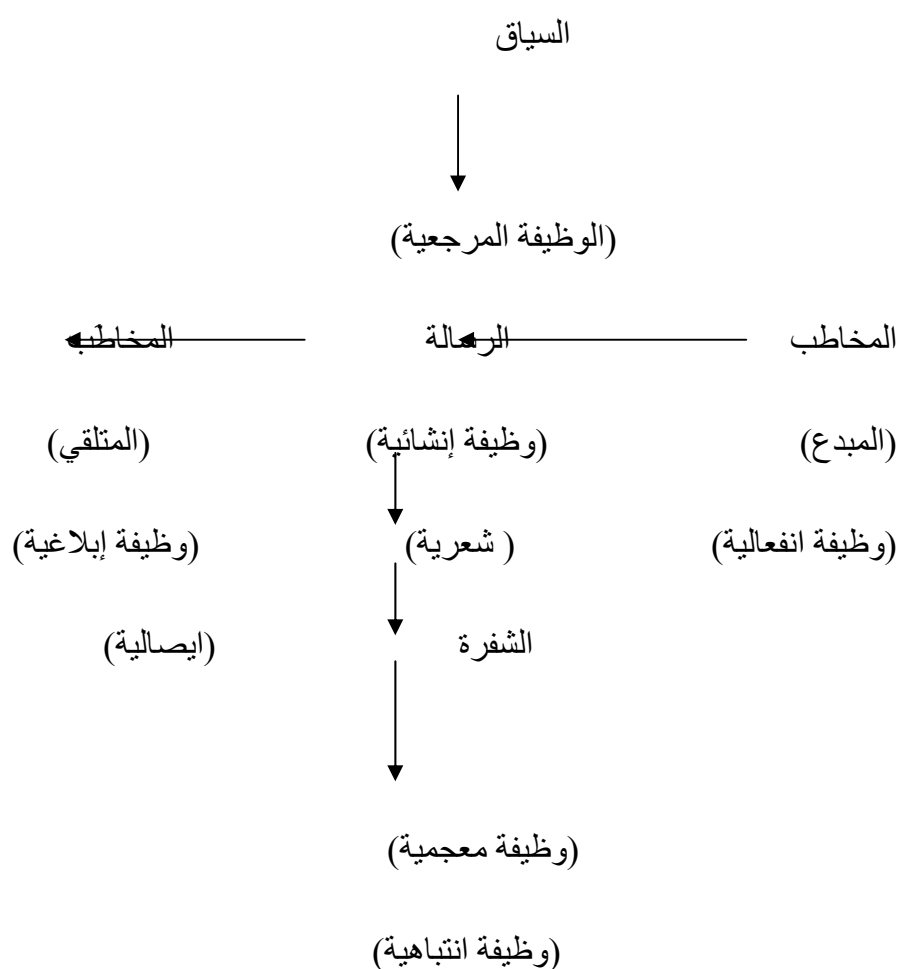 السياق
(الوظيفة المرجعية)
المخاطب الرسالة المخاطَب
(المبدع) (وظيفة إنشائية) (المتلقي)
(وظيفة انفعالية) ( شعرية) (وظيفة إبلاغية)
الشفرة (ايصالية)
(وظيفة معجمية)
(وظيفة انتباهية)